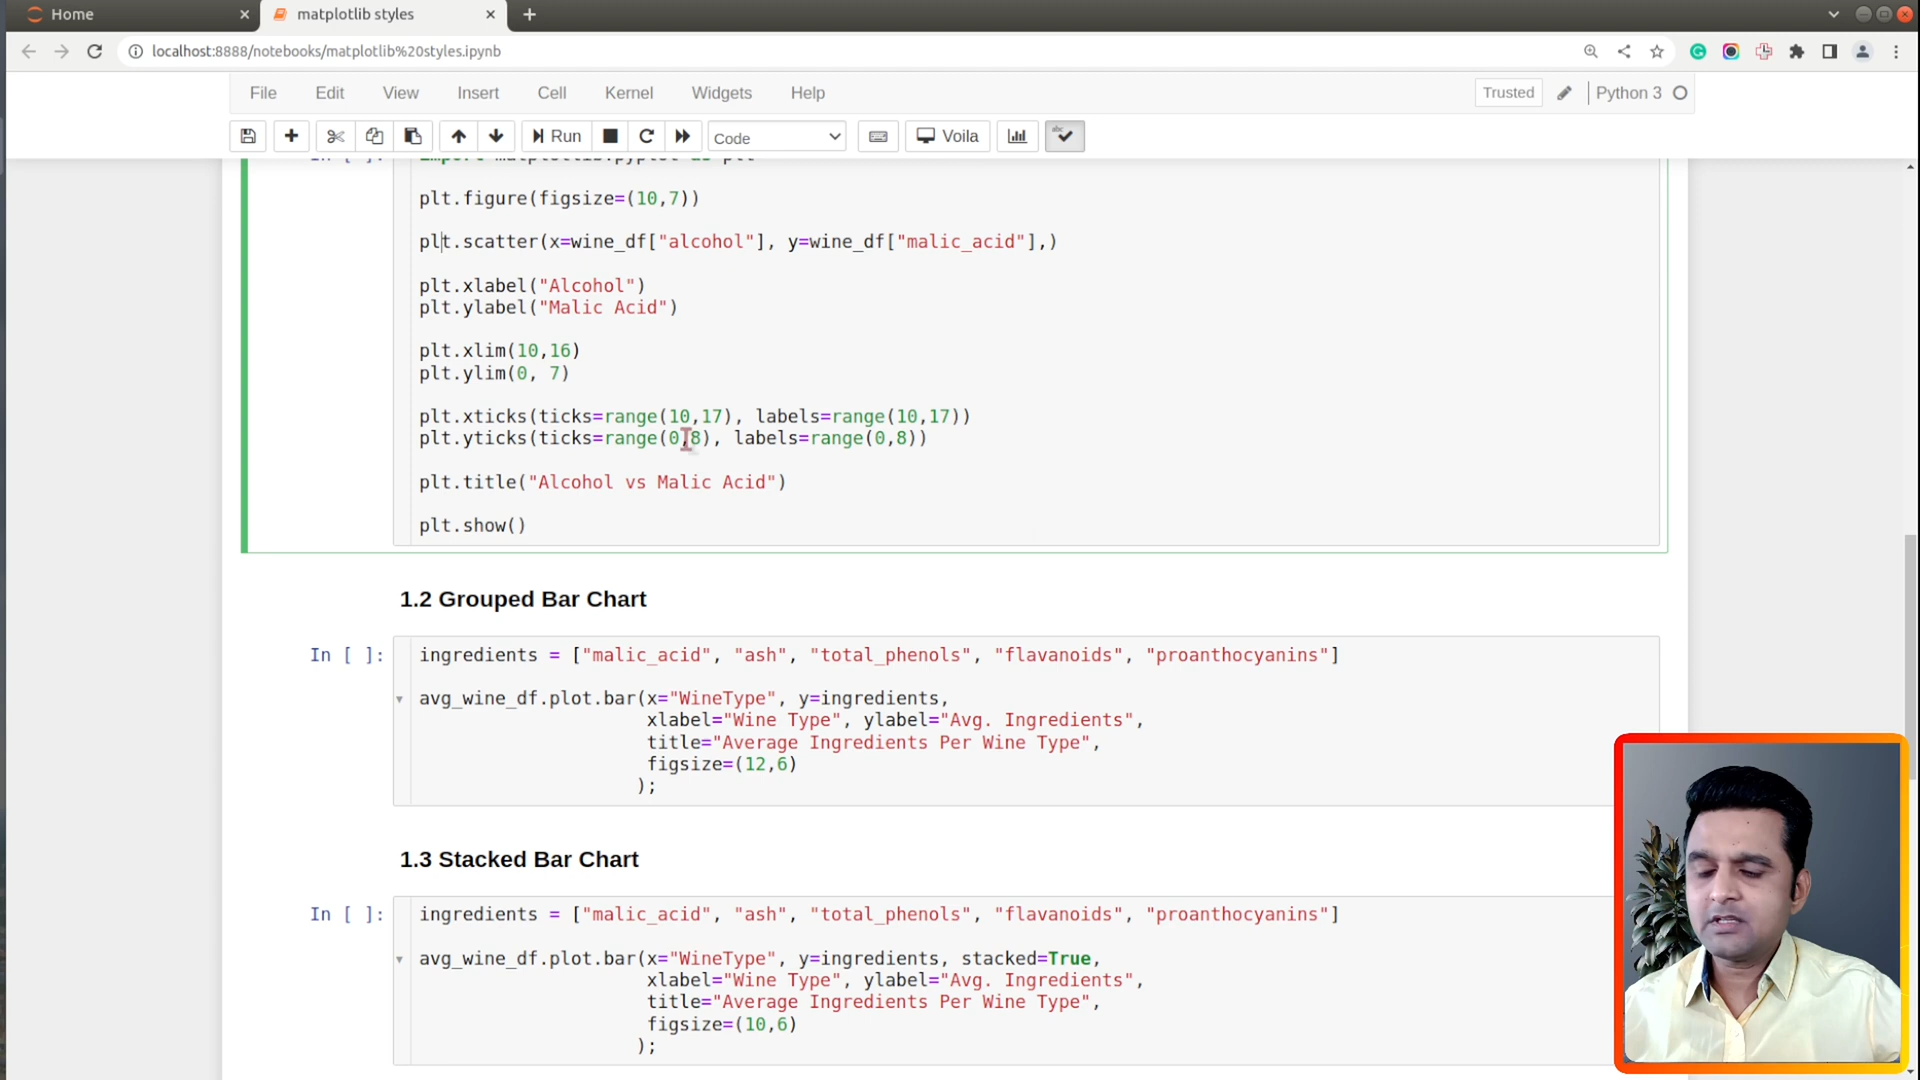 Home
matplotlib styles
localhost:8888/notebooks/matplotlib%20styles.ipynb
File Edit View Insert Cell Kernel Widgets Help
Trusted
Python 3
Run
Code
Voila
In [ ]: import matplotlib.pyplot as plt
plt.figure(figsize=(10,7))
plt.scatter(x=wine_df["alcohol"], y=wine_df["malic_acid"],)
plt.xlabel("Alcohol")
plt.ylabel("Malic Acid")
plt.xlim(10,16)
plt.ylim(0, 7)
plt.xticks(ticks=range(10,17), labels=range(10,17))
plt.yticks(ticks=range(0,8), labels=range(0,8))
plt.title("Alcohol vs Malic Acid")
plt.show()
1.2 Grouped Bar Chart
In [ ]: ingredients = ["malic_acid", "ash", "total_phenols", "flavanoids", "proanthocyanins"]
avg_wine_df.plot.bar(x="WineType", y=ingredients,
xlabel="Wine Type", ylabel="Avg. Ingredients",
title="Average Ingredients Per Wine Type",
figsize=(12,6)
);
1.3 Stacked Bar Chart
In [ ]: ingredients = ["malic_acid", "ash", "total_phenols", "flavanoids", "proanthocyanins"]
avg_wine_df.plot.bar(x="WineType", y=ingredients, stacked=True,
xlabel="Wine Type", ylabel="Avg. Ingredients",
title="Average Ingredients Per Wine Type",
figsize=(10,6)
);